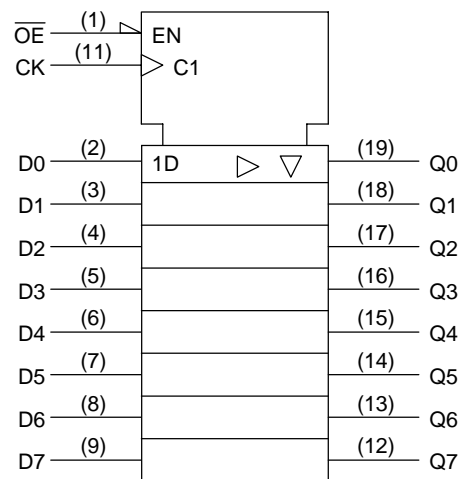 O̅E̅ (1) EN
CK (11) C1
D0 (2) 1D (19) Q0
D1 (3) (18) Q1
D2 (4) (17) Q2
D3 (5) (16) Q3
D4 (6) (15) Q4
D5 (7) (14) Q5
D6 (8) (13) Q6
D7 (9) (12) Q7